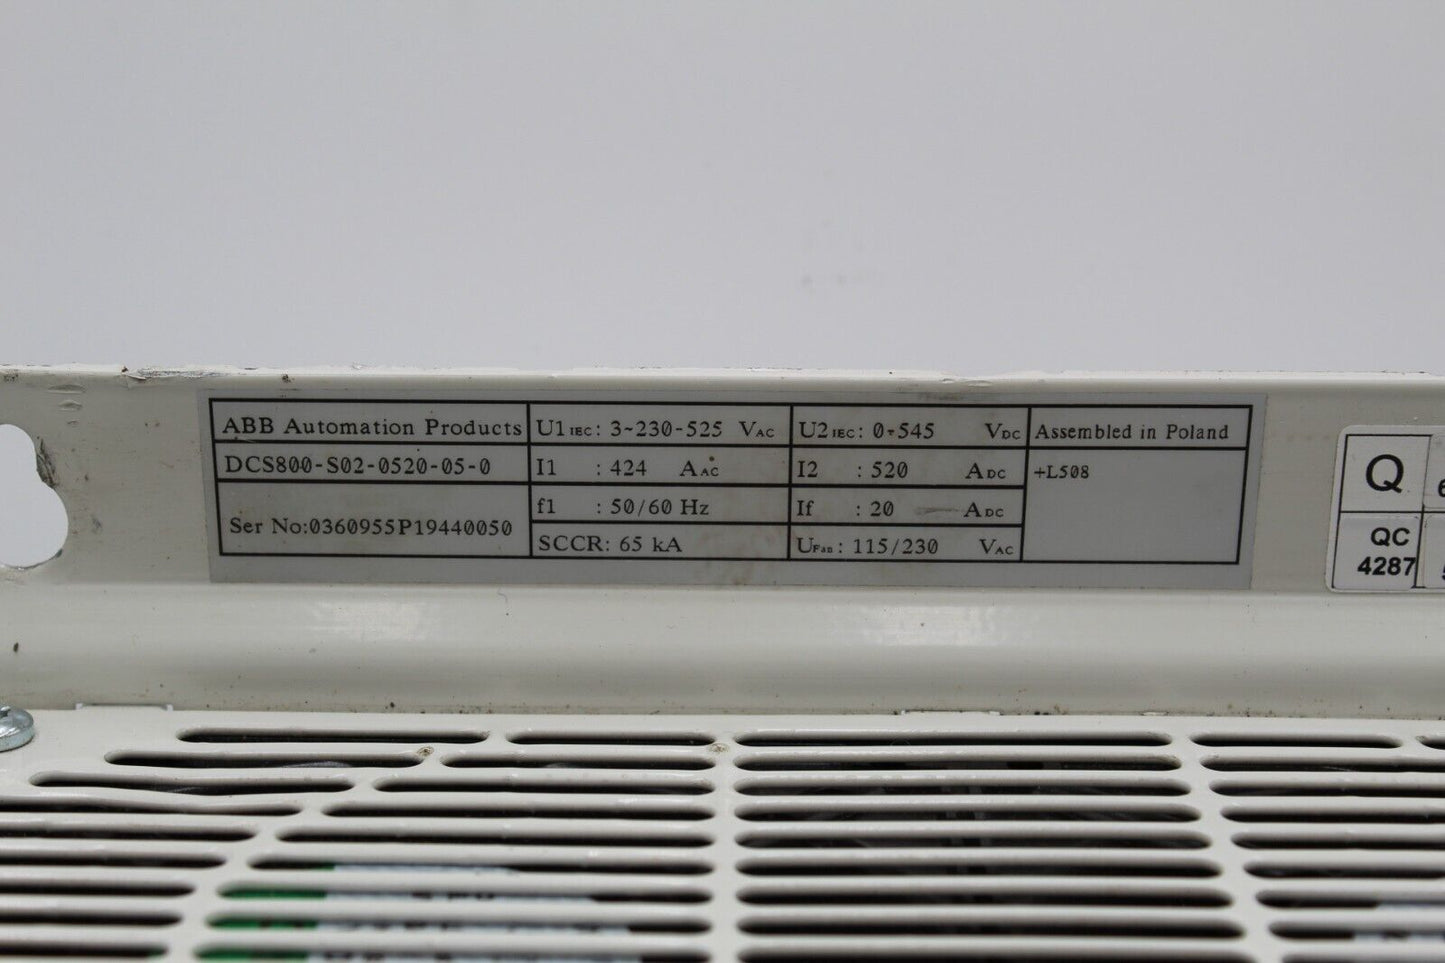 ABB Automation Products
DCS800-S02-0520-05-0
Ser No:0360955P19440050
U1 IEC: 3~230-525 VAC
I1 : 424 AAC
f1 : 50/60 Hz
SCCR: 65 kA
U2 IEC: 0-545 VDC
I2 : 520 ADC
If : 20 ADC
UFan : 115/230 VAC
Assembled in Poland
+L508
Q
QC
4287